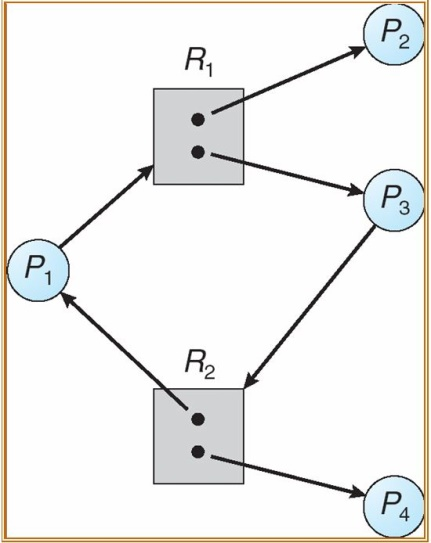 P₂
R₁
P₃
P₁
R₂
P₄